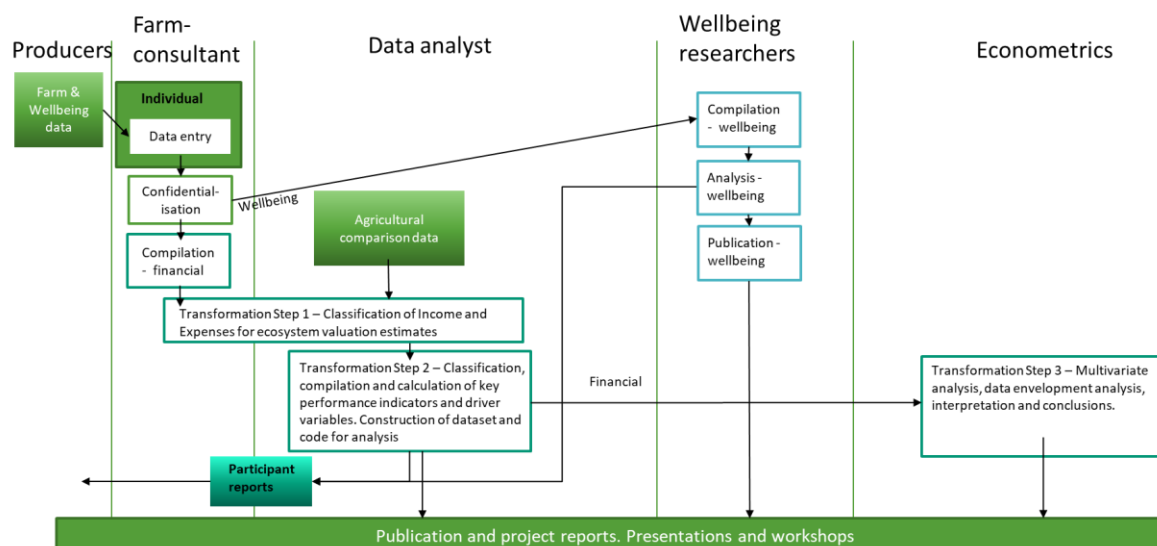 Producers
Farm-
consultant
Data analyst
Wellbeing
researchers
Econometrics
Farm &
Wellbeing
data
Individual
Data entry
Confidential-
isation
Wellbeing
Compilation
- financial
Agricultural
comparison data
Compilation
- wellbeing
Analysis -
wellbeing
Publication -
wellbeing
Transformation Step 1 – Classification of Income and
Expenses for ecosystem valuation estimates
Transformation Step 2 – Classification,
compilation and calculation of key
performance indicators and driver
variables. Construction of dataset and
code for analysis
Financial
Transformation Step 3 – Multivariate
analysis, data envelopment analysis,
interpretation and conclusions.
Participant
reports
Publication and project reports. Presentations and workshops